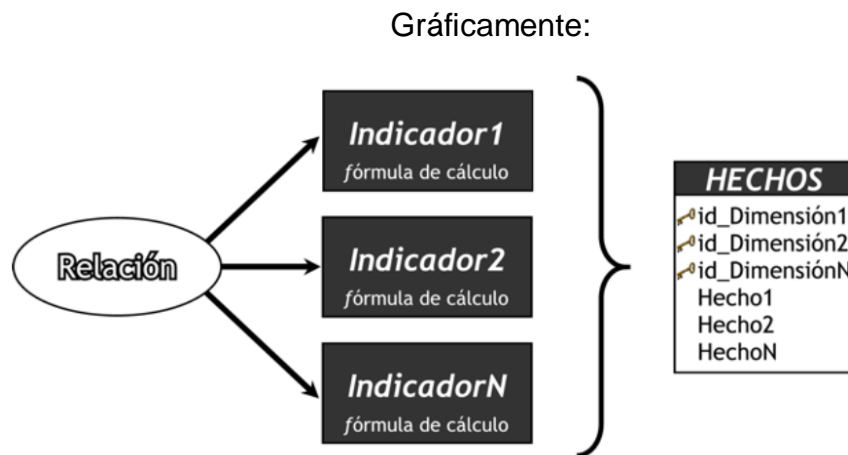 Gráficamente:
Relación
Indicador1
fórmula de cálculo
Indicador2
fórmula de cálculo
IndicadorN
fórmula de cálculo
HECHOS
id_Dimensión1
id_Dimensión2
id_DimensiónN
Hecho1
Hecho2
HechoN